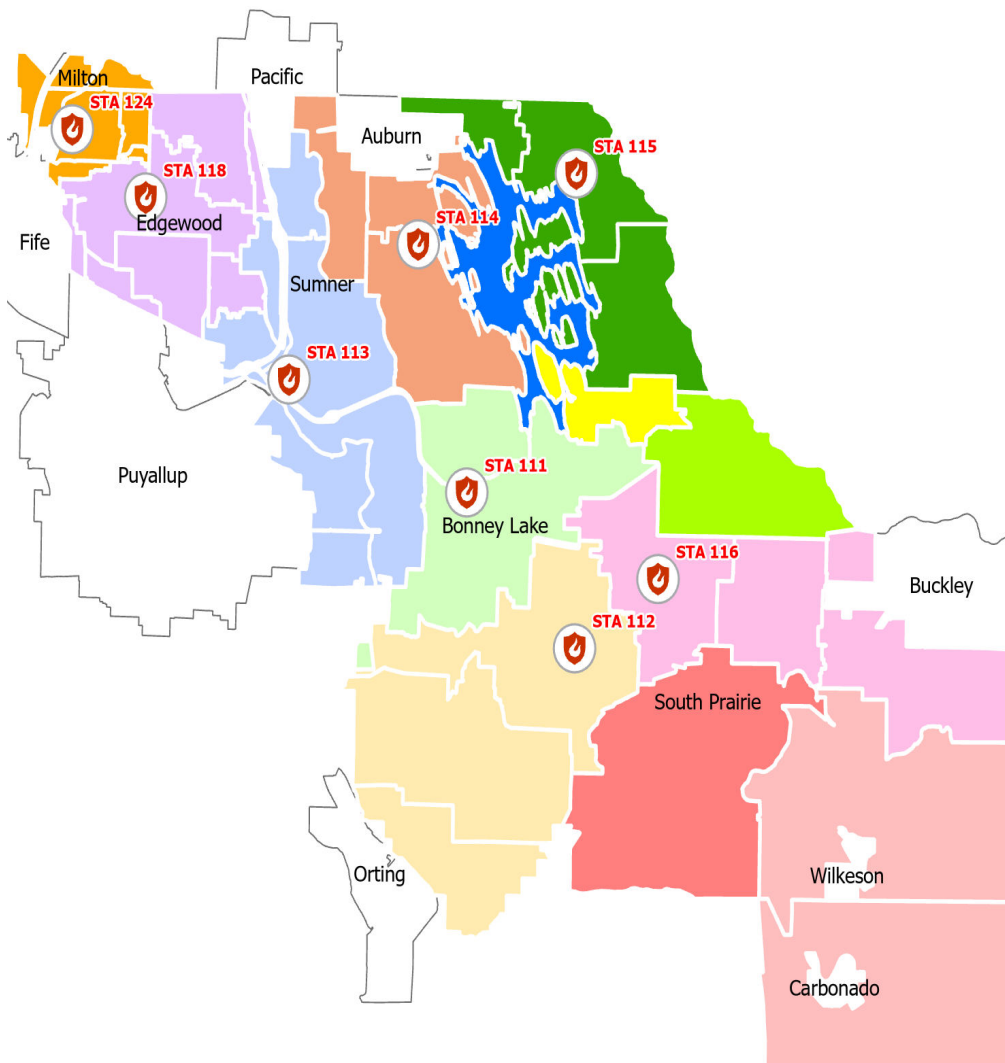 Milton
Pacific
STA 124
Auburn
STA 115
STA 118
Edgewood
STA 114
Fife
Sumner
STA 113
Puyallup
STA 111
Bonney Lake
STA 116
Buckley
STA 112
South Prairie
Orting
Wilkeson
Carbonado